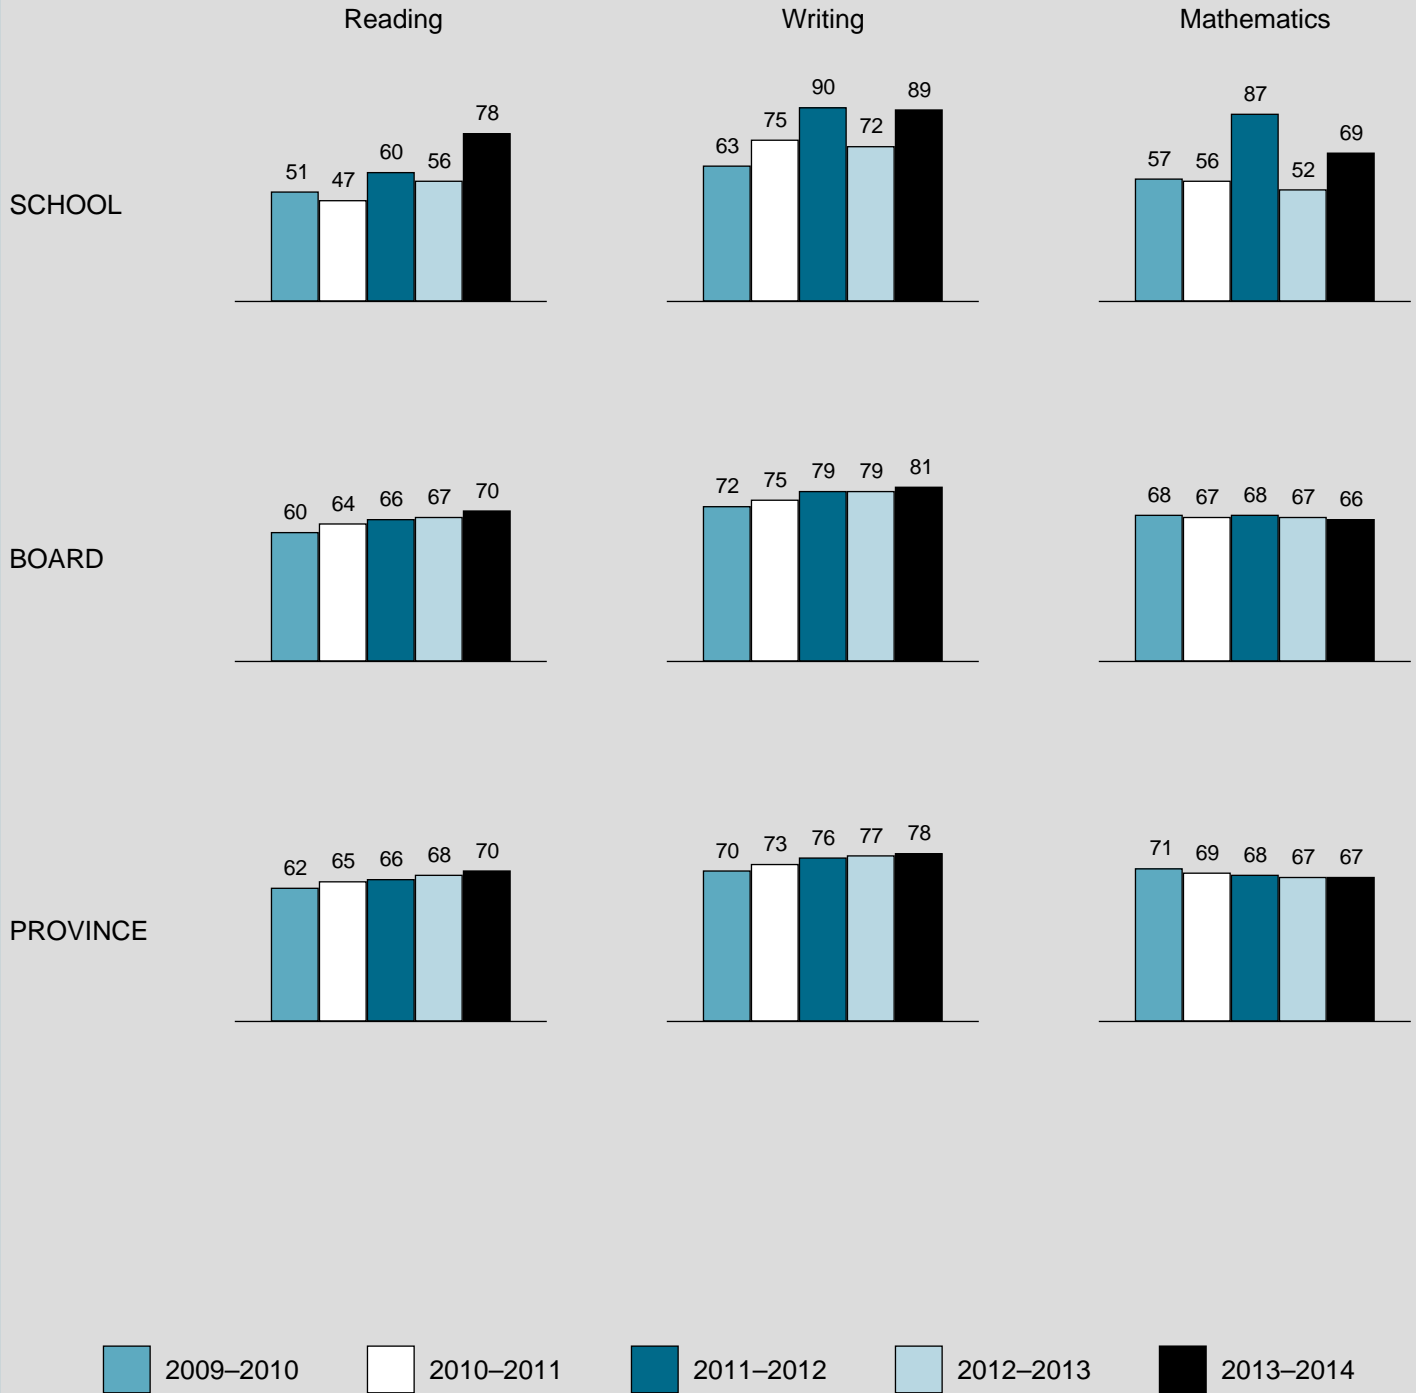 Reading Writing Mathematics
SCHOOL
51 47 60 56 78
63 75 90 72 89
57 56 87 52 69
BOARD
60 64 66 67 70
72 75 79 79 81
68 67 68 67 66
PROVINCE
62 65 66 68 70
70 73 76 77 78
71 69 68 67 67
2009–2010 2010–2011 2011–2012 2012–2013 2013–2014